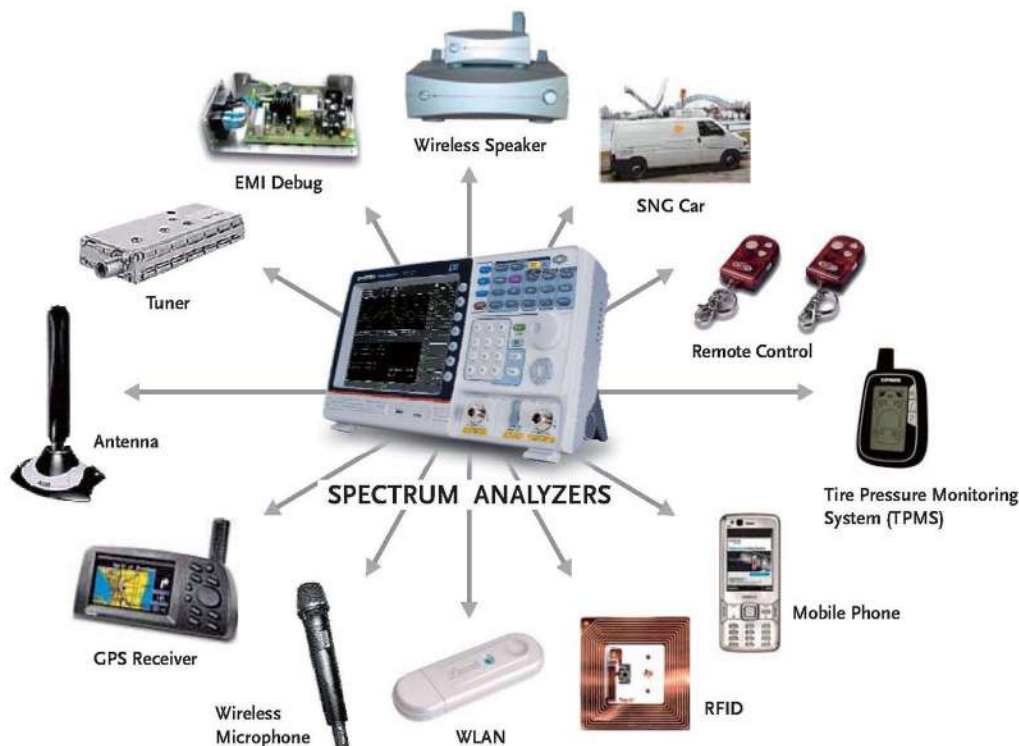 Wireless Speaker
EMI Debug
SNG Car
Tuner
Remote Control
Antenna
TPMS
Tire Pressure Monitoring
System (TPMS)
SPECTRUM ANALYZERS
Mobile Phone
GPS Receiver
Wireless
Microphone
WLAN
RFID